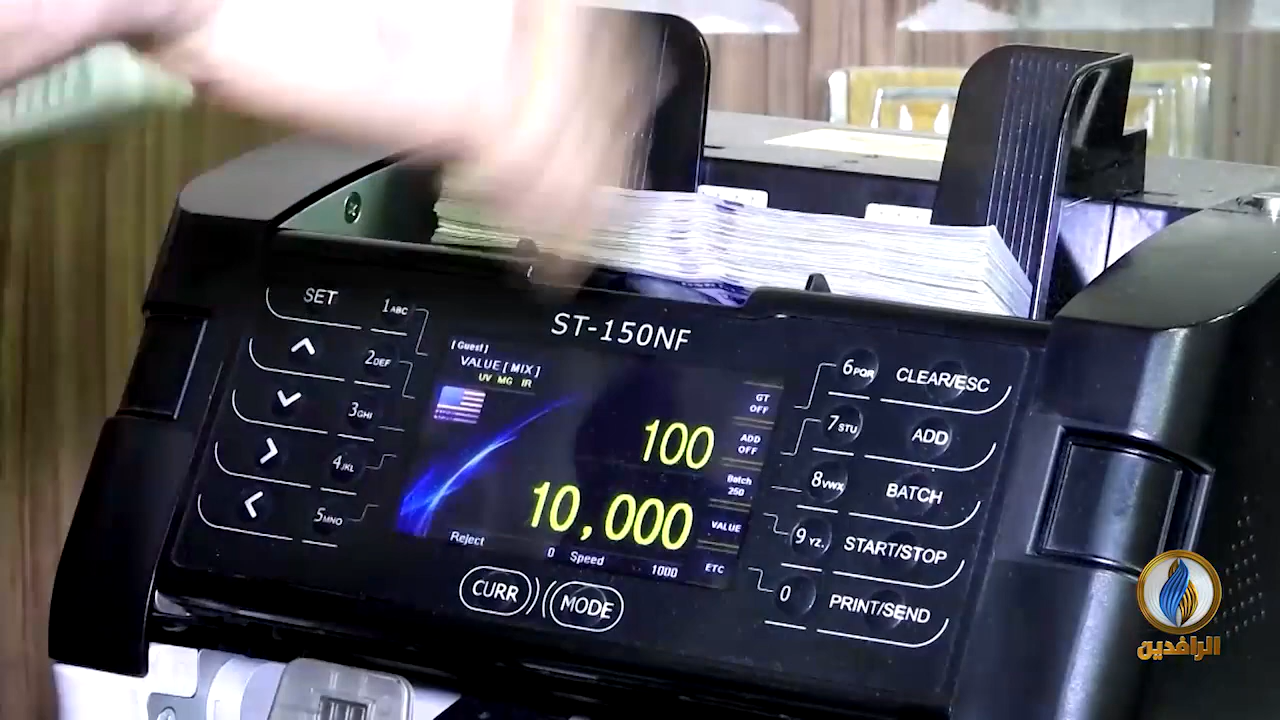 ST-150NF
SET
1ABC
2DEF
3GHI
4JKL
5MNO
[ Guest ]
VALUE [ MIX ]
UV MG IR
100
10,000
GT
OFF
ADD
OFF
Batch
250
VALUE
ETC
Reject 0 Speed 1000
CURR
MODE
6PQR
CLEAR/ESC
7STU
ADD
8VWX
BATCH
9YZ.
START/STOP
0
PRINT/SEND
الرافدين